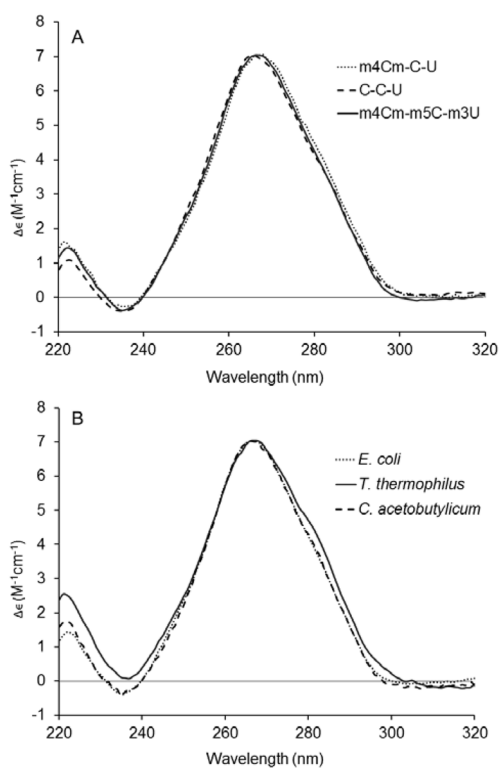 A
8
7
6
5
4
3
2
1
0
-1
Δε (M⁻¹cm⁻¹)
m4Cm-C-U
C-C-U
m4Cm-m5C-m3U
220 240 260 280 300 320
Wavelength (nm)
B
8
7
6
5
4
3
2
1
0
-1
Δε (M⁻¹cm⁻¹)
E. coli
T. thermophilus
C. acetobutylicum
220 240 260 280 300 320
Wavelength (nm)